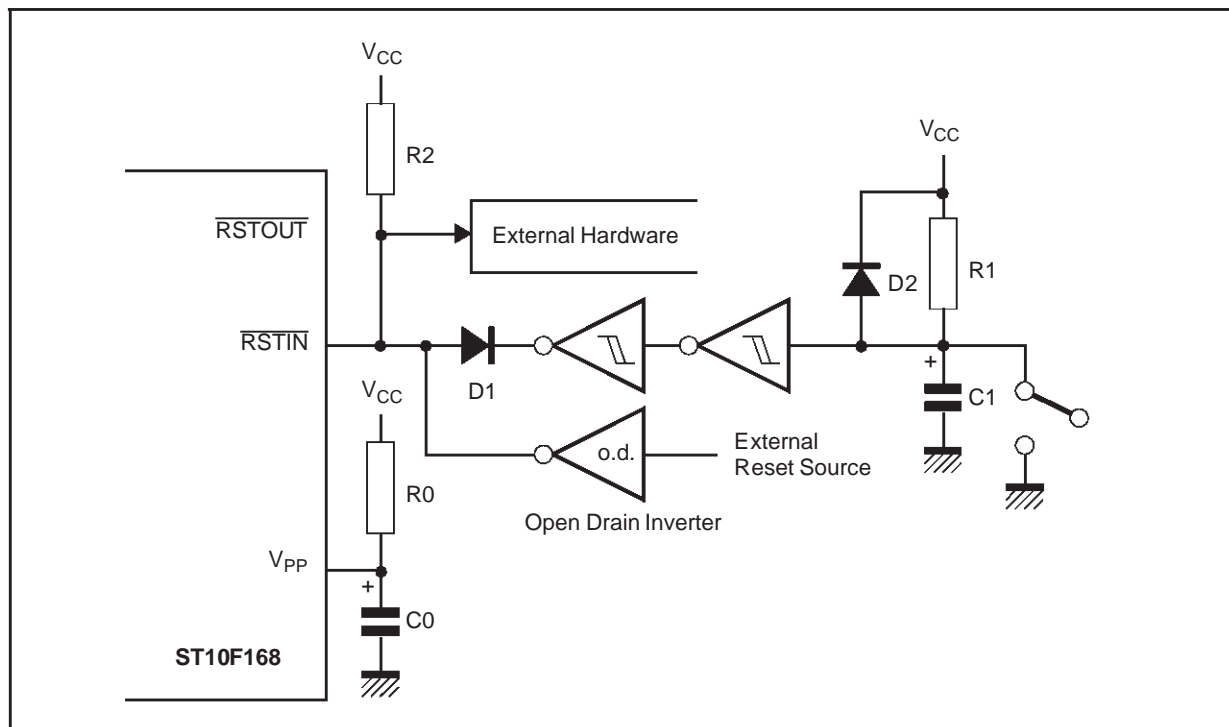 VCC
R2
VCC
RSTOUT
External Hardware
D2
R1
RSTIN
+
D1
C1
VCC
External
Reset Source
o.d.
R0
Open Drain Inverter
VPP
+
C0
ST10F168